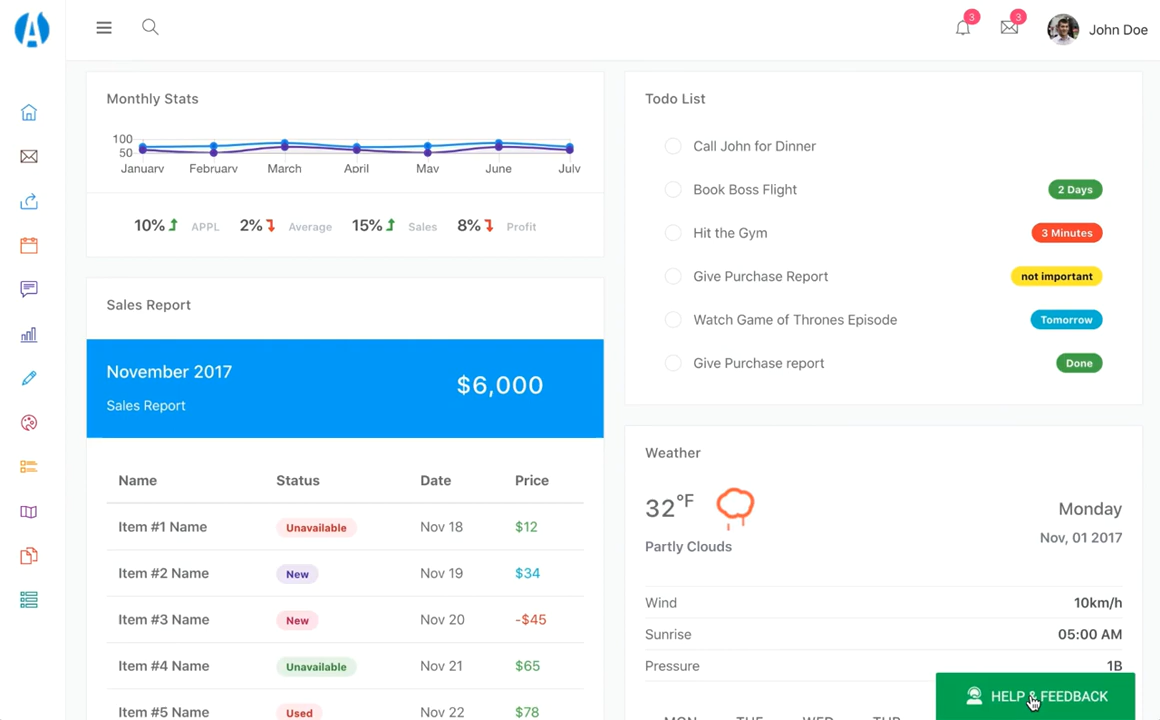 A
3
3
John Doe
Monthly Stats
100
50
January February March April May June July
10% APPL 2% Average 15% Sales 8% Profit
Sales Report
November 2017
Sales Report
$6,000
Name Status Date Price
Item #1 Name Unavailable Nov 18 $12
Item #2 Name New Nov 19 $34
Item #3 Name New Nov 20 -$45
Item #4 Name Unavailable Nov 21 $65
Item #5 Name Used Nov 22 $78
Todo List
Call John for Dinner
Book Boss Flight 2 Days
Hit the Gym 3 Minutes
Give Purchase Report not important
Watch Game of Thrones Episode Tomorrow
Give Purchase report Done
Weather
32°F
Partly Clouds
Monday
Nov, 01 2017
Wind 10km/h
Sunrise 05:00 AM
Pressure 1B
HELP & FEEDBACK
MON TUE WED THU